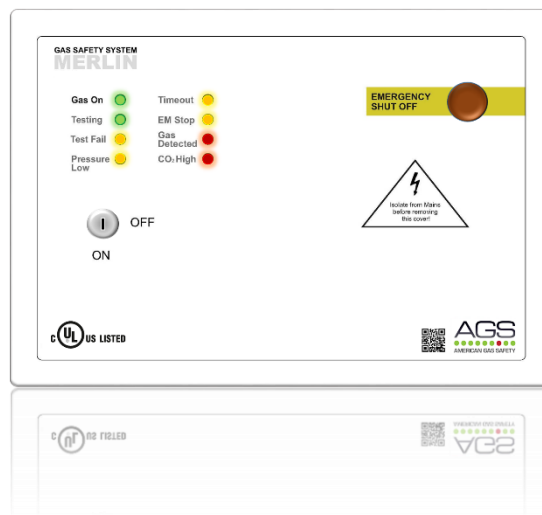 GAS SAFETY SYSTEM
MERLIN
Gas On
Timeout
Testing
EM Stop
Test Fail
Gas
Detected
Pressure
Low
CO₂ High
EMERGENCY
SHUT OFF
Isolate from Mains
before removing
this cover!
OFF
ON
C UL US LISTED
AGS
AMERICAN GAS SAFETY